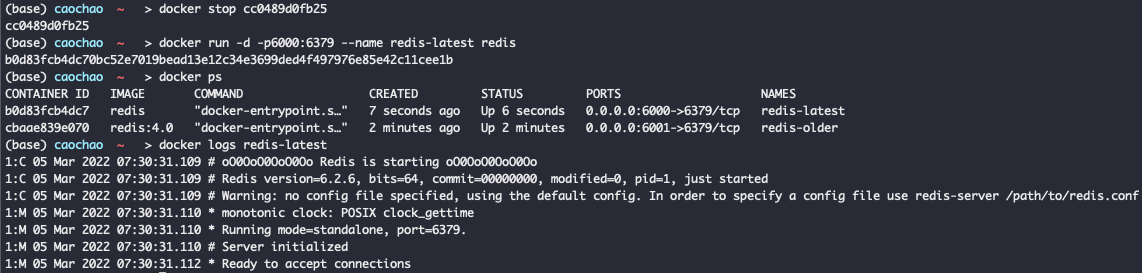 (base) caochao ~ > docker stop cc0489d0fb25
cc0489d0fb25
(base) caochao ~ > docker run -d -p6000:6379 --name redis-latest redis
b0d83fcb4dc70bc52e7019bead13e12c34e3699ded4f497976e85e42c11cee1b
(base) caochao ~ > docker ps
CONTAINER ID   IMAGE       COMMAND                  CREATED         STATUS         PORTS                    NAMES
b0d83fcb4dc7   redis       "docker-entrypoint.s…"   7 seconds ago   Up 6 seconds   0.0.0.0:6000->6379/tcp   redis-latest
cbaae839e070   redis:4.0   "docker-entrypoint.s…"   2 minutes ago   Up 2 minutes   0.0.0.0:6001->6379/tcp   redis-older
(base) caochao ~ > docker logs redis-latest
1:C 05 Mar 2022 07:30:31.109 # oO0OoO0OoO0Oo Redis is starting oO0OoO0OoO0Oo
1:C 05 Mar 2022 07:30:31.109 # Redis version=6.2.6, bits=64, commit=00000000, modified=0, pid=1, just started
1:C 05 Mar 2022 07:30:31.109 # Warning: no config file specified, using the default config. In order to specify a config file use redis-server /path/to/redis.conf
1:M 05 Mar 2022 07:30:31.110 * monotonic clock: POSIX clock_gettime
1:M 05 Mar 2022 07:30:31.110 * Running mode=standalone, port=6379.
1:M 05 Mar 2022 07:30:31.110 # Server initialized
1:M 05 Mar 2022 07:30:31.112 * Ready to accept connections